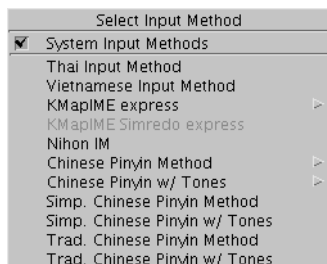 Select Input Method
System Input Methods
Thai Input Method
Vietnamese Input Method
KMapIME express
KMapIME Simredo express
Nihon IM
Chinese Pinyin Method
Chinese Pinyin w/ Tones
Simp. Chinese Pinyin Method
Simp. Chinese Pinyin w/ Tones
Trad. Chinese Pinyin Method
Trad. Chinese Pinyin w/ Tones